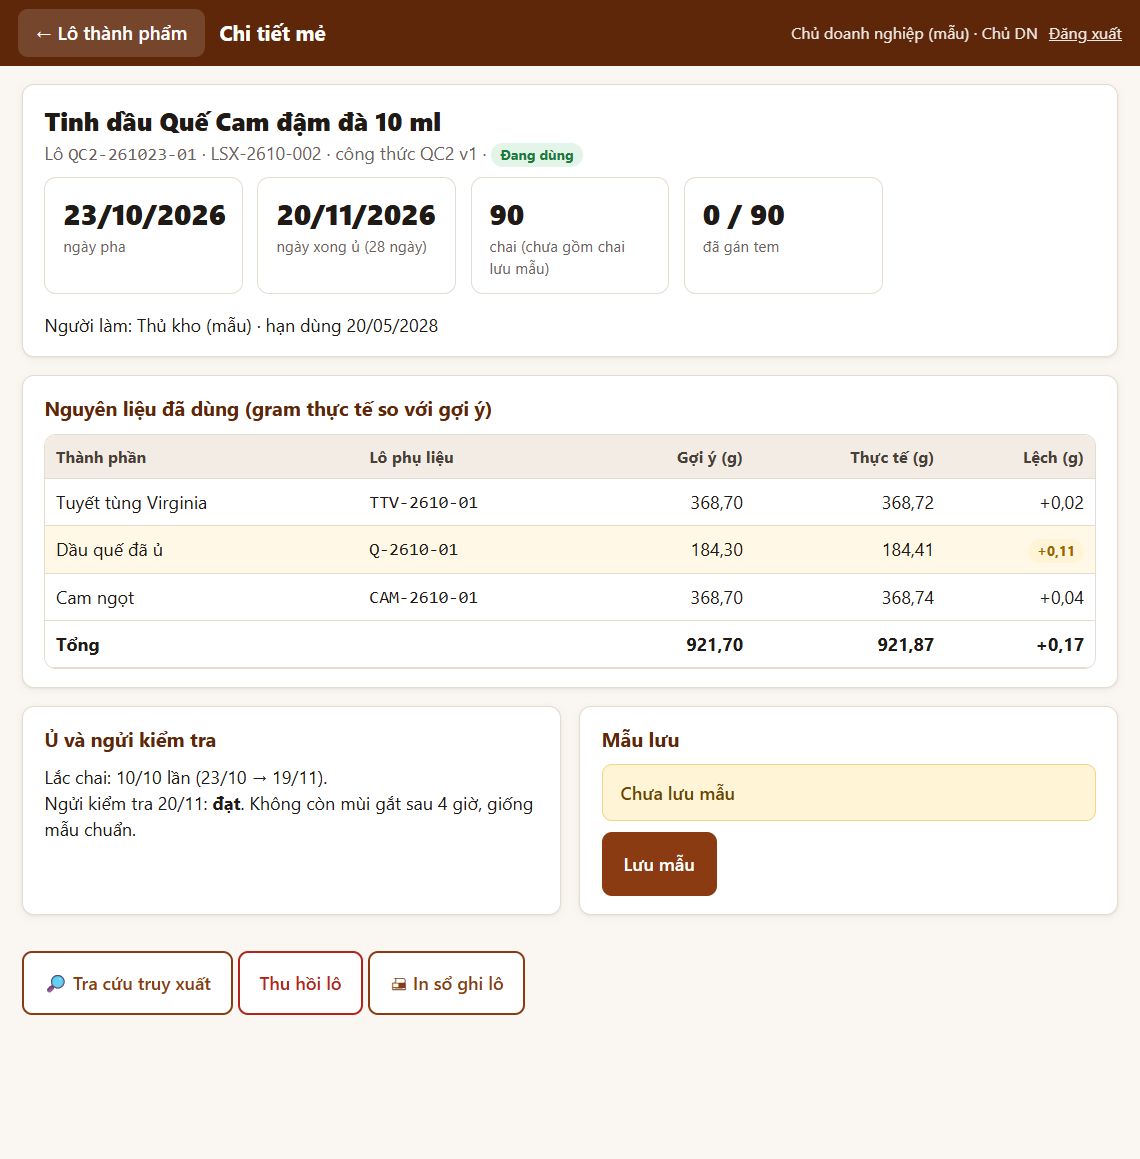 ← Lô thành phẩm
Chi tiết mẻ
Chủ doanh nghiệp (mẫu) · Chủ DN Đăng xuất
Tinh dầu Quế Cam đậm đà 10 ml
Lô QC2-261023-01 · LSX-2610-002 · công thức QC2 v1 · Đang dùng
23/10/2026
ngày pha
20/11/2026
ngày xong ủ (28 ngày)
90
chai (chưa gồm chai
lưu mẫu)
0 / 90
đã gán tem
Người làm: Thủ kho (mẫu) · hạn dùng 20/05/2028
Nguyên liệu đã dùng (gram thực tế so với gợi ý)
Thành phần Lô phụ liệu Gợi ý (g) Thực tế (g) Lệch (g)
Tuyết tùng Virginia TTV-2610-01 368,70 368,72 +0,02
Dầu quế đã ủ Q-2610-01 184,30 184,41 +0,11
Cam ngọt CAM-2610-01 368,70 368,74 +0,04
Tổng 921,70 921,87 +0,17
Ủ và ngửi kiểm tra
Lắc chai: 10/10 lần (23/10 → 19/11).
Ngửi kiểm tra 20/11: đạt. Không còn mùi gắt sau 4 giờ, giống
mẫu chuẩn.
Mẫu lưu
Chưa lưu mẫu
Lưu mẫu
Tra cứu truy xuất
Thu hồi lô
In sổ ghi lô